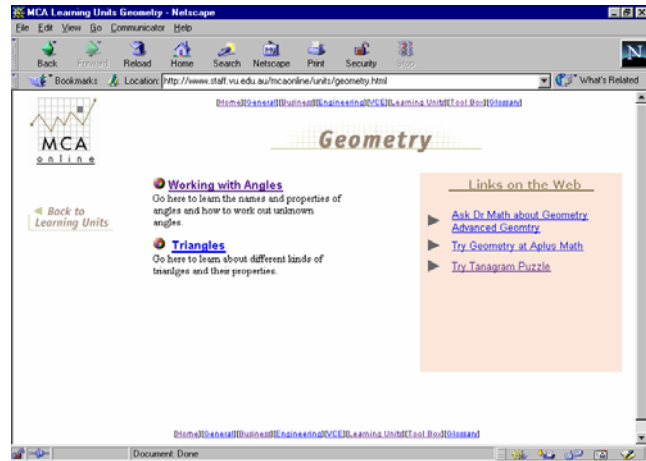 MCA Learning Units Geometry - Netscape
File Edit View Go Communicator Help
Back Forward Reload Home Search Netscape Print Security Stop
Bookmarks Location: http://www.staff.vu.edu.au/mcaonline/units/geometry.html What's Related
[Home][General][Business][Engineering][VCE][Learning Units][Tool Box][Glossary]
MCA
online
Geometry
Back to
Learning Units
Working with Angles
Go here to learn the names and properties of
angles and how to work out unknown
angles.
Triangles
Go here to learn about different kinds of
trianlges and their properties.
Links on the Web
Ask Dr Math about Geometry
Advanced Geomtry
Try Geometry at Aplus Math
Try Tanagram Puzzle
[Home][General][Business][Engineering][VCE][Learning Units][Tool Box][Glossary]
Document: Done